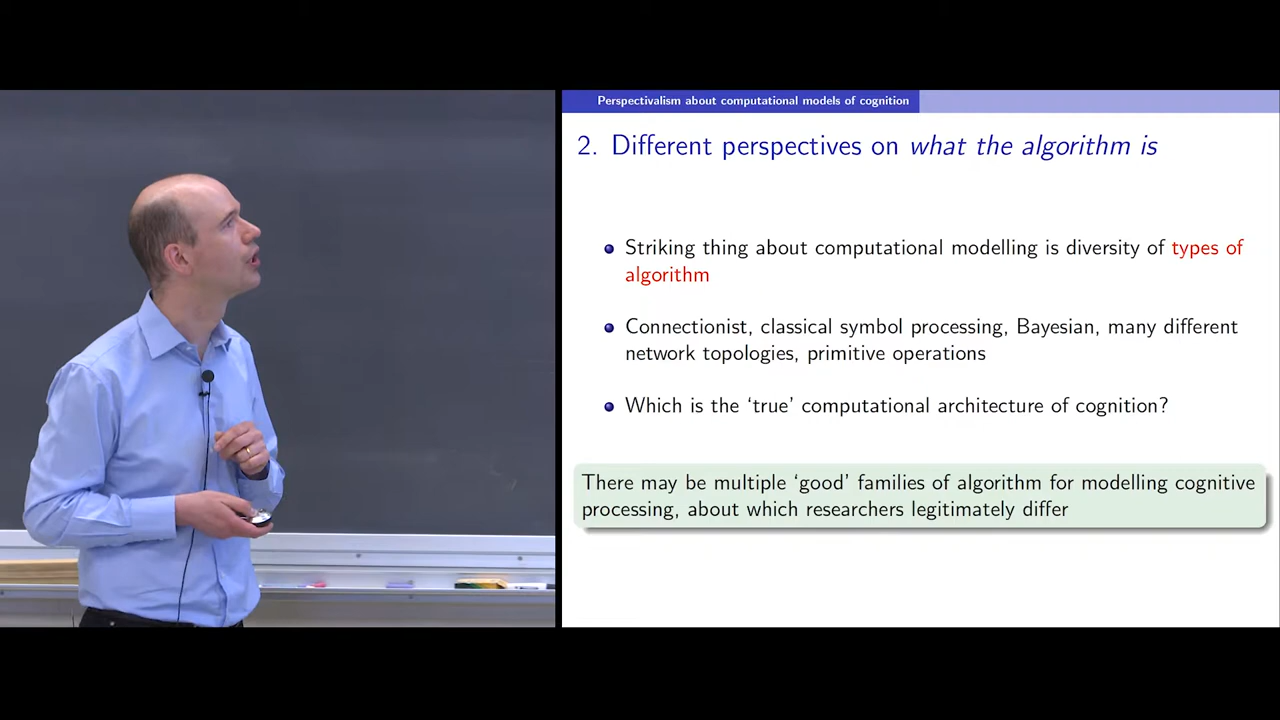 Perspectivalism about computational models of cognition
2. Different perspectives on what the algorithm is
Striking thing about computational modelling is diversity of types of
algorithm
Connectionist, classical symbol processing, Bayesian, many different
network topologies, primitive operations
Which is the ‘true’ computational architecture of cognition?
There may be multiple ‘good’ families of algorithm for modelling cognitive
processing, about which researchers legitimately differ